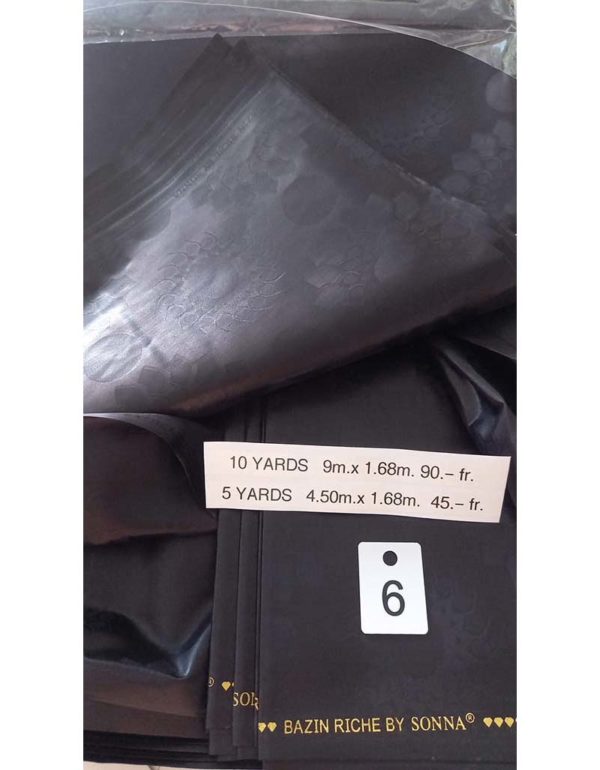 10 YARDS 9m.x 1.68m. 90.– fr.
5 YARDS 4.50m.x 1.68m. 45.– fr.
6
BAZIN RICHE BY SONNA®